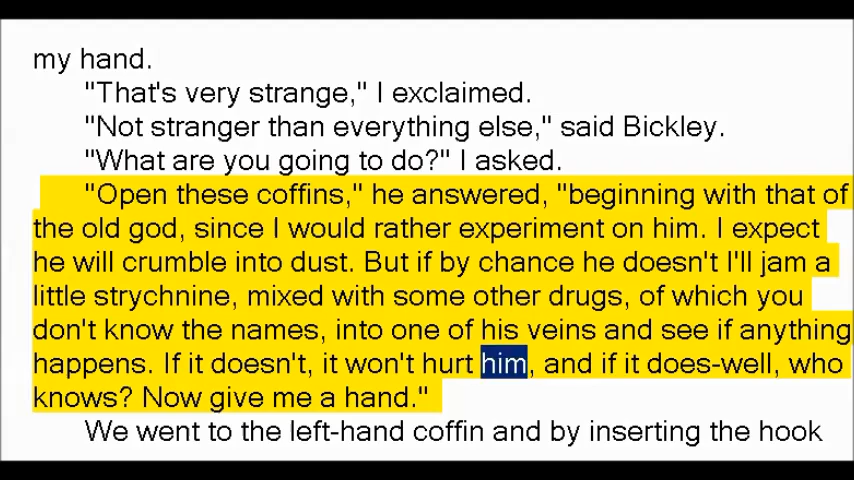 my hand.
"That's very strange," I exclaimed.
"Not stranger than everything else," said Bickley.
"What are you going to do?" I asked.
"Open these coffins," he answered, "beginning with that of
the old god, since I would rather experiment on him. I expect
he will crumble into dust. But if by chance he doesn't I'll jam a
little strychnine, mixed with some other drugs, of which you
don't know the names, into one of his veins and see if anything
happens. If it doesn't, it won't hurt him, and if it does-well, who
knows? Now give me a hand."
We went to the left-hand coffin and by inserting the hook